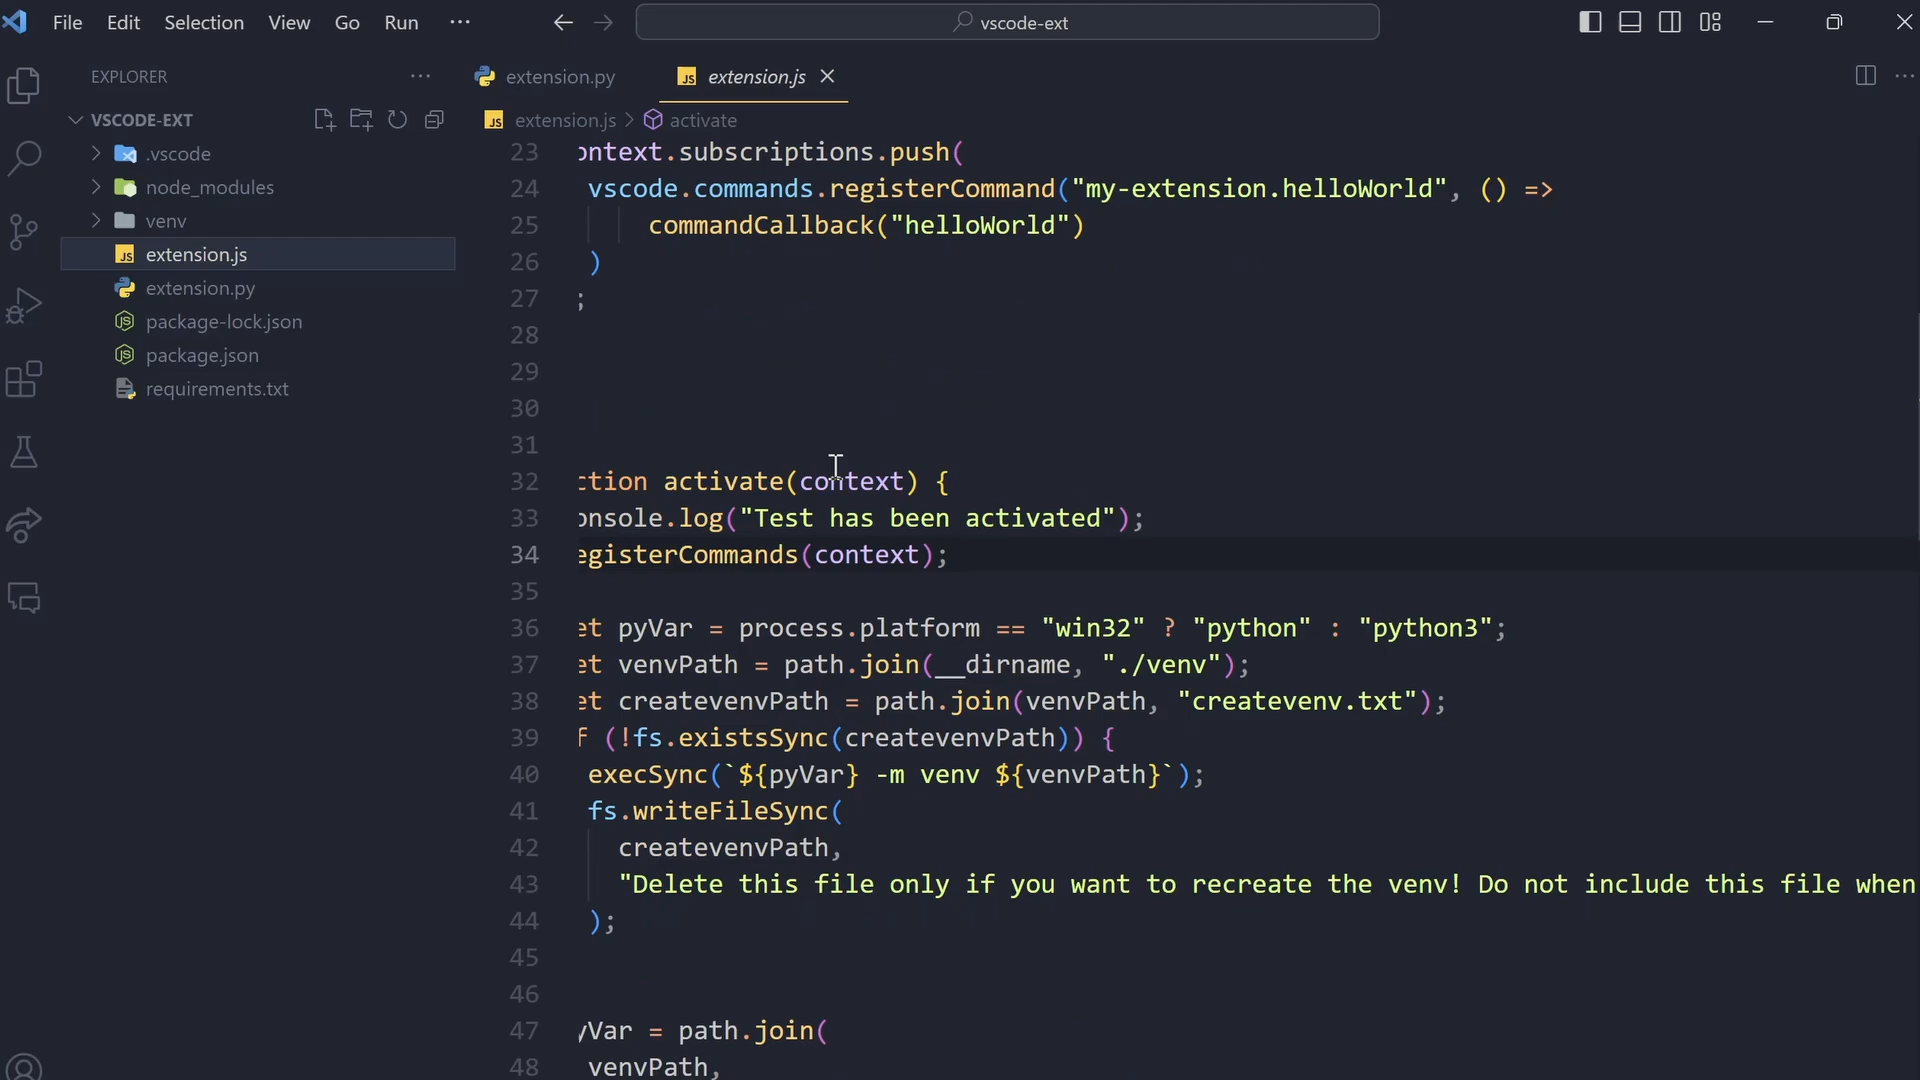 File Edit Selection View Go Run ···
vscode-ext
EXPLORER
VSCODE-EXT
.vscode
node_modules
venv
extension.js
extension.py
package-lock.json
package.json
requirements.txt
extension.py
JS extension.js
JS extension.js > activate
23 ontext.subscriptions.push(
24 vscode.commands.registerCommand("my-extension.helloWorld", () =>
25 commandCallback("helloWorld")
26 )
27 ;
28
29
30
31
32 ction activate(context) {
33 onsole.log("Test has been activated");
34 egisterCommands(context);
35
36 et pyVar = process.platform == "win32" ? "python" : "python3";
37 et venvPath = path.join(__dirname, "./venv");
38 et createvenvPath = path.join(venvPath, "createvenv.txt");
39 f (!fs.existsSync(createvenvPath)) {
40 execSync(`${pyVar} -m venv ${venvPath}`);
41 fs.writeFileSync(
42 createvenvPath,
43 "Delete this file only if you want to recreate the venv! Do not include this file when
44 );
45
46
47 yVar = path.join(
48 venvPath,